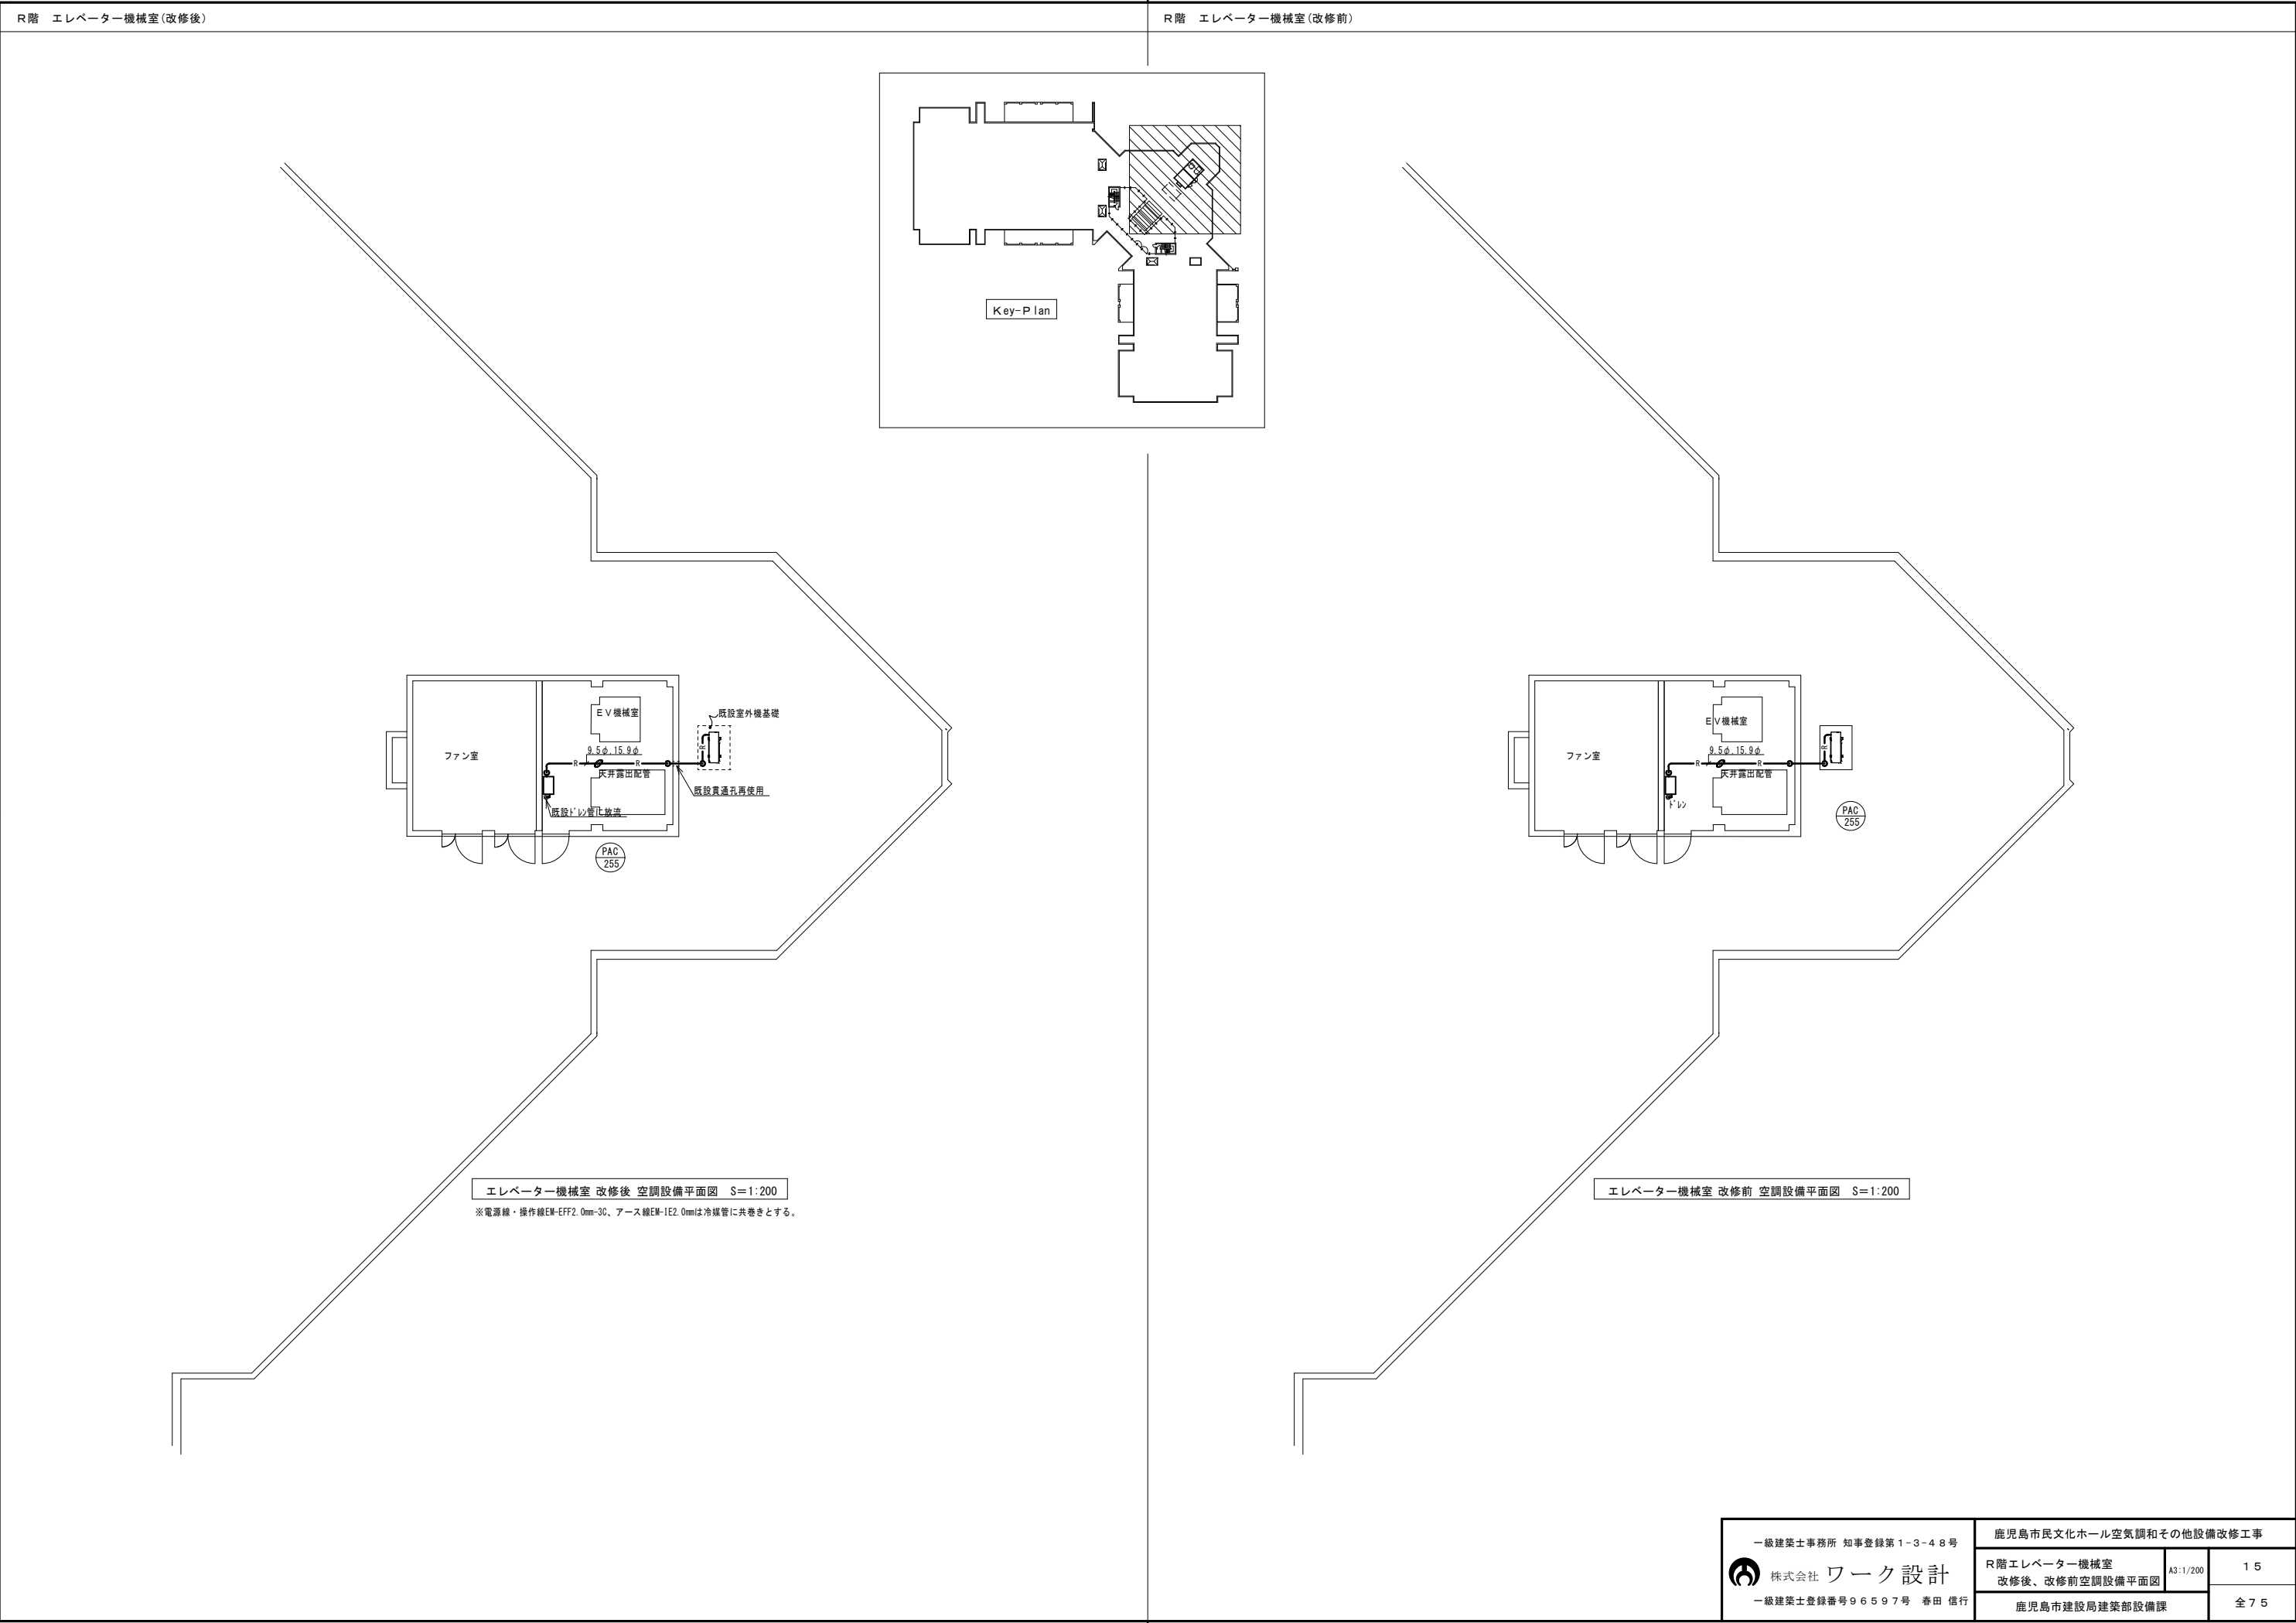 R階　エレベーター機械室(改修後)
R階　エレベーター機械室(改修前)
Key-Plan
EV機械室
既設室外機基礎
ファン室
9.5φ,15.9φ
R
R
R
天井露出配管
既設貫通孔再使用
既設ドレン管に放流
PAC
255
エレベーター機械室 改修後 空調設備平面図　S=1:200
※電源線・操作線EM-EFF2.0mm-3C、アース線EM-IE2.0mmは冷媒管に共巻きとする。
EV機械室
ファン室
9.5φ,15.9φ
R
R
R
天井露出配管
ドレン
PAC
255
エレベーター機械室 改修前 空調設備平面図　S=1:200
一級建築士事務所 知事登録第1-3-48号
株式会社 ワーク設計
一級建築士登録番号96597号　春田 信行
鹿児島市民文化ホール空気調和その他設備改修工事
R階エレベーター機械室
改修後、改修前空調設備平面図
A3:1/200
15
鹿児島市建設局建築部設備課
全75